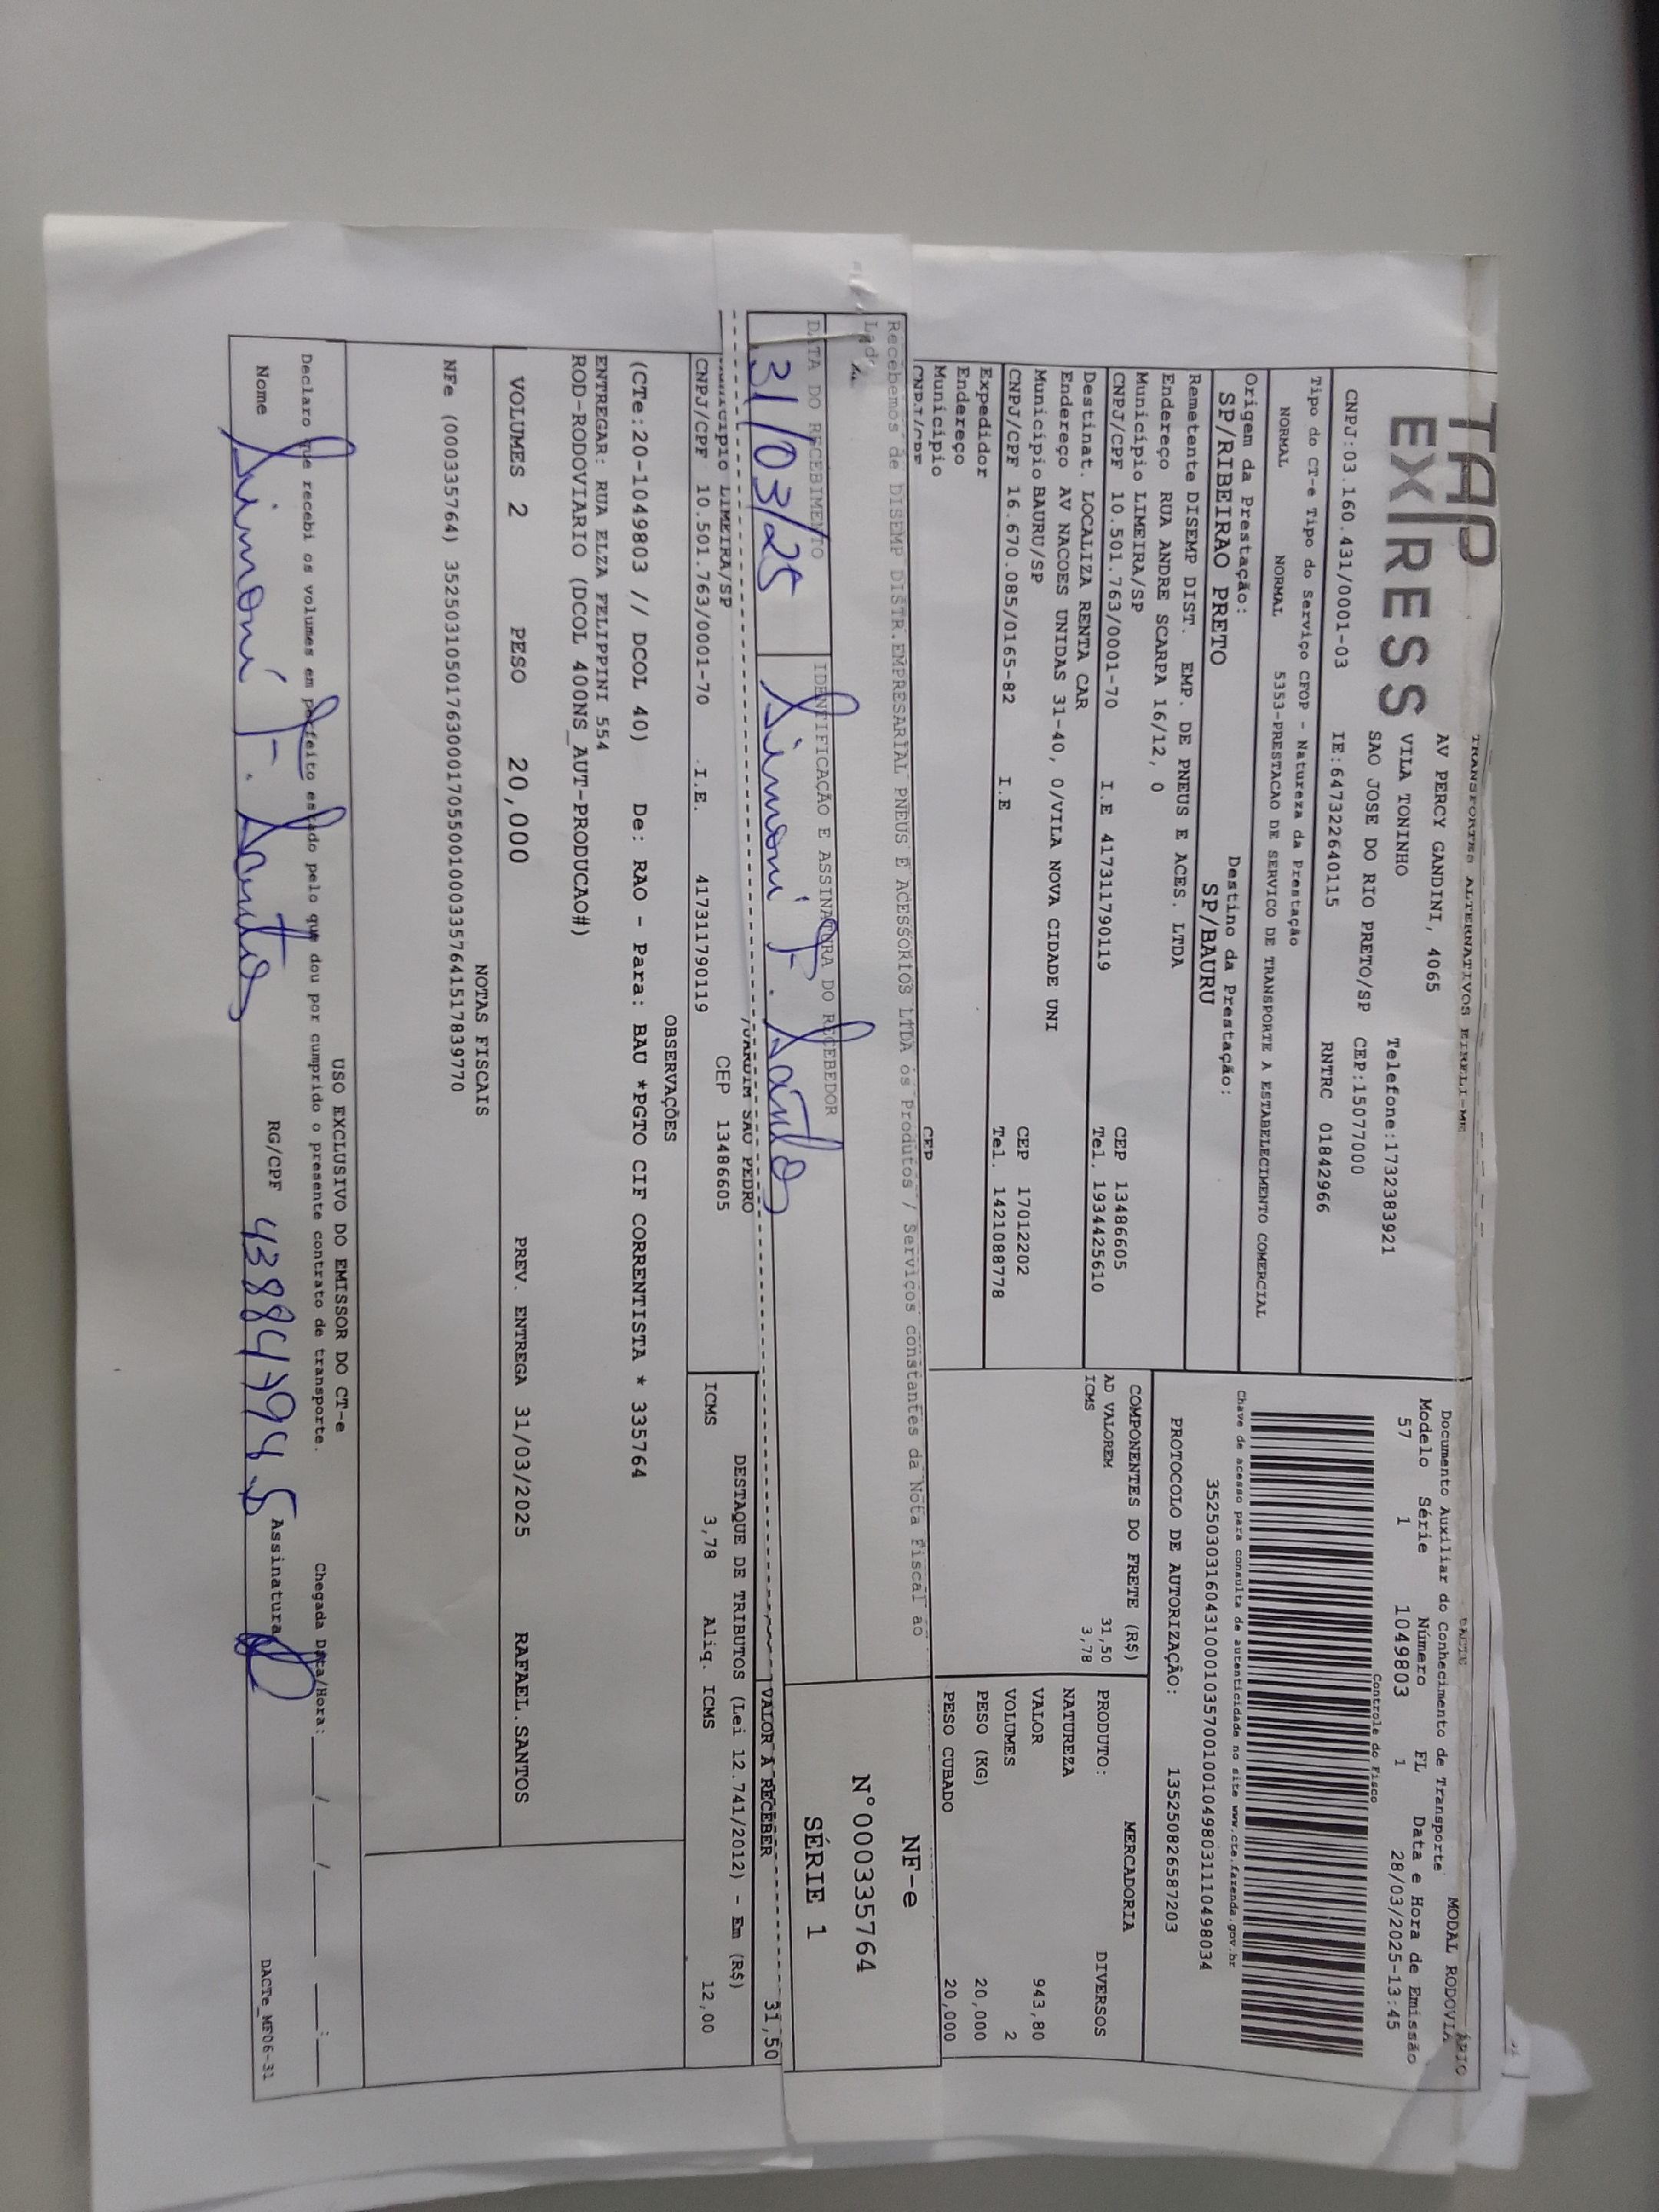 TAP
EXPRESS
TRANSPORTES ALTERNATIVOS EIRELI-ME
AV PERCY GANDINI, 4065
VILA TONINHO
SAO JOSE DO RIO PRETO/SP
Telefone:1732383921
CEP:15077000
CNPJ:03.160.431/0001-03 IE:647322640115 RNTRC 01842966
DACTE
MODAL RODOVIÁRIO
Documento Auxiliar do Conhecimento de Transporte
Modelo Série Número FL Data e Hora de Emissão
57 1 1049803 1 28/03/2025-13:45
Controle do Fisco
Chave de acesso para consulta de autenticidade no site www.cte.fazenda.gov.br
35250303160431000103570010010498031110498034
PROTOCOLO DE AUTORIZAÇÃO: 135250826587203
Tipo do CT-e Tipo do Serviço CFOP - Natureza da Prestação
NORMAL NORMAL 5353-PRESTACAO DE SERVICO DE TRANSPORTE A ESTABELECIMENTO COMERCIAL
Origem da Prestação: Destino da Prestação:
SP/RIBEIRAO PRETO SP/BAURU
Remetente DISEMP DIST. EMP. DE PNEUS E ACES. LTDA
Endereço RUA ANDRE SCARPA 16/12, 0
Município LIMEIRA/SP CEP 13486605
CNPJ/CPF 10.501.763/0001-70 I.E 417311790119 Tel. 1934425610
Destinat. LOCALIZA RENTA CAR
Endereço AV NACOES UNIDAS 31-40, 0/VILA NOVA CIDADE UNI
Município BAURU/SP CEP 17012202
CNPJ/CPF 16.670.085/0165-82 I.E Tel. 1421088778
Expedidor
Endereço
Município CEP
CNPJ/CPF
COMPONENTES DO FRETE (R$)
AD VALOREM 31,50
ICMS 3,78
MERCADORIA
PRODUTO: DIVERSOS
NATUREZA
VALOR 943,80
VOLUMES 2
PESO (KG) 20,000
PESO CUBADO 20,000
Recebemos de DISEMP DISTR.EMPRESARIAL PNEUS E ACESSORIOS LTDA os Produtos / Serviços constantes da Nota Fiscal ao
DATA DO RECEBIMENTO IDENTIFICAÇÃO E ASSINATURA DO RECEBEDOR
31/03/25 Simoni F. Santos
NF-e
N°000335764
SÉRIE 1
/JARDIM SAO PEDRO
Município LIMEIRA/SP CEP 13486605
CNPJ/CPF 10.501.763/0001-70 I.E. 417311790119
VALOR A RECEBER 31,50
DESTAQUE DE TRIBUTOS (Lei 12.741/2012) - Em (R$)
ICMS 3,78 Aliq. ICMS 12,00
OBSERVAÇÕES
(CTe:20-1049803 // DCOL 40) De: RAO - Para: BAU *PGTO CIF CORRENTISTA * 335764
ENTREGAR: RUA ELZA FELIPPINI 554
ROD-RODOVIARIO (DCOL 400NS_AUT-PRODUCAO#)
VOLUMES 2 PESO 20,000 PREV. ENTREGA 31/03/2025 RAFAEL.SANTOS
NOTAS FISCAIS
NFe (000335764) 35250310501763000170550010003357641517839770
USO EXCLUSIVO DO EMISSOR DO CT-e
Declaro que recebi os volumes em perfeito estado pelo que dou por cumprido o presente contrato de transporte. Chegada Data/Hora: ____/____/______ ___:___
Nome Simoni F. Santos RG/CPF 43884794.5 Assinatura
DACTe_MF06-31